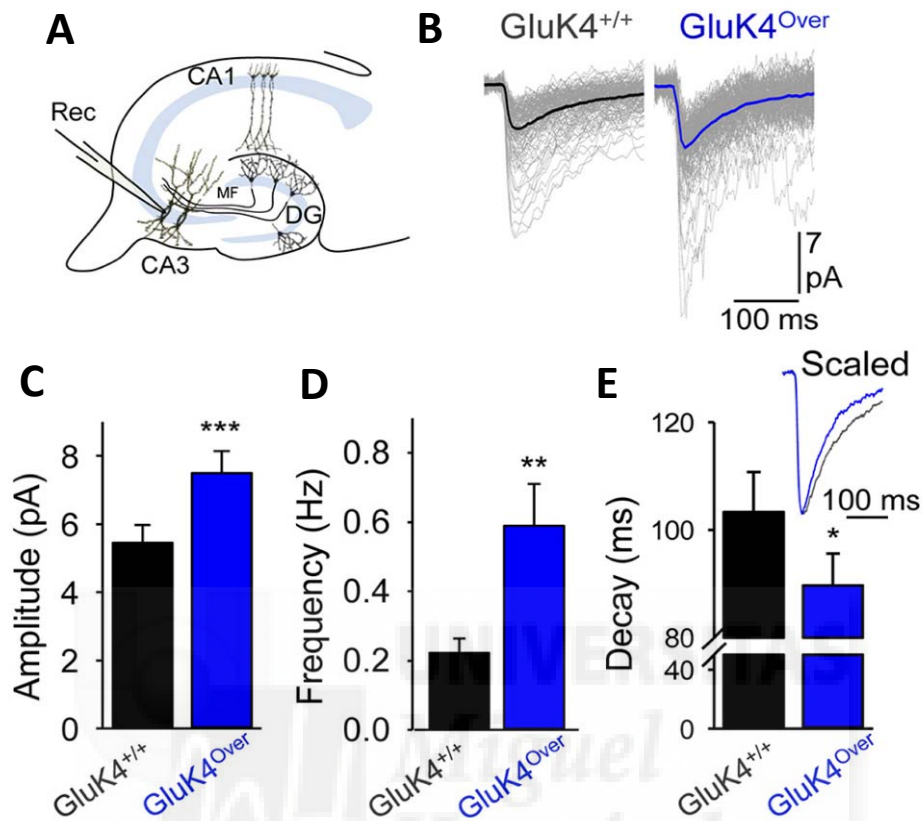 A
CA1
Rec
MF
DG
CA3
B
GluK4+/+ GluK4Over
7
pA
100 ms
C
***
Amplitude (pA)
8
6
4
2
0
GluK4+/+ GluK4Over
D
**
Frequency (Hz)
0.8
0.6
0.4
0.2
0.0
GluK4+/+ GluK4Over
E
Scaled
100 ms
*
Decay (ms)
120
100
80
40
0
GluK4+/+ GluK4Over
UNIVERSITAS
Miguel